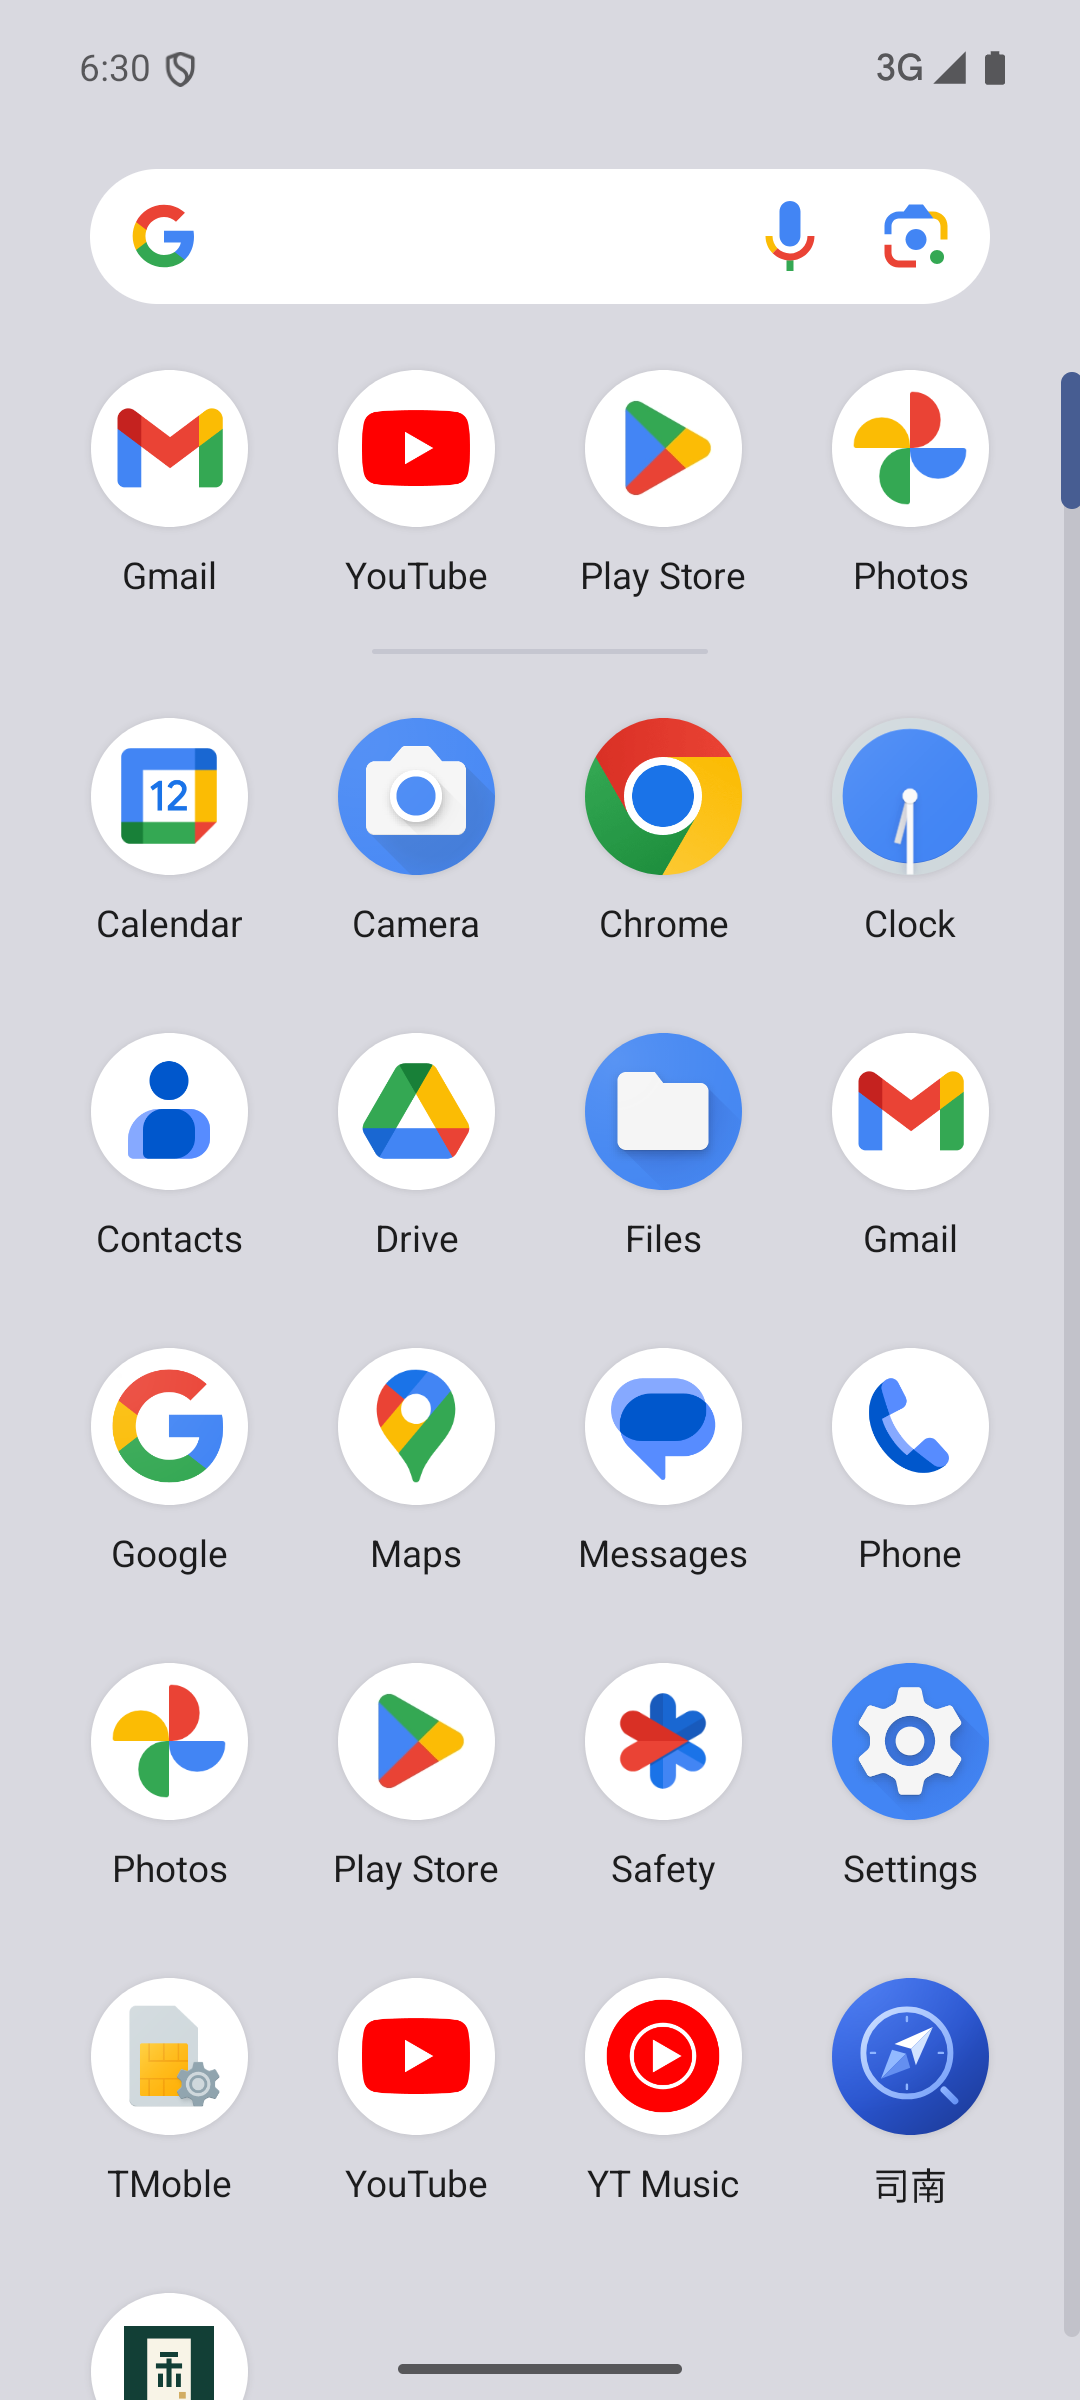 6:30
3G
Gmail
YouTube
Play Store
Photos
12
Calendar
Camera
Chrome
Clock
Contacts
Drive
Files
Gmail
Google
Maps
Messages
Phone
Photos
Play Store
Safety
Settings
TMoble
YouTube
YT Music
司南